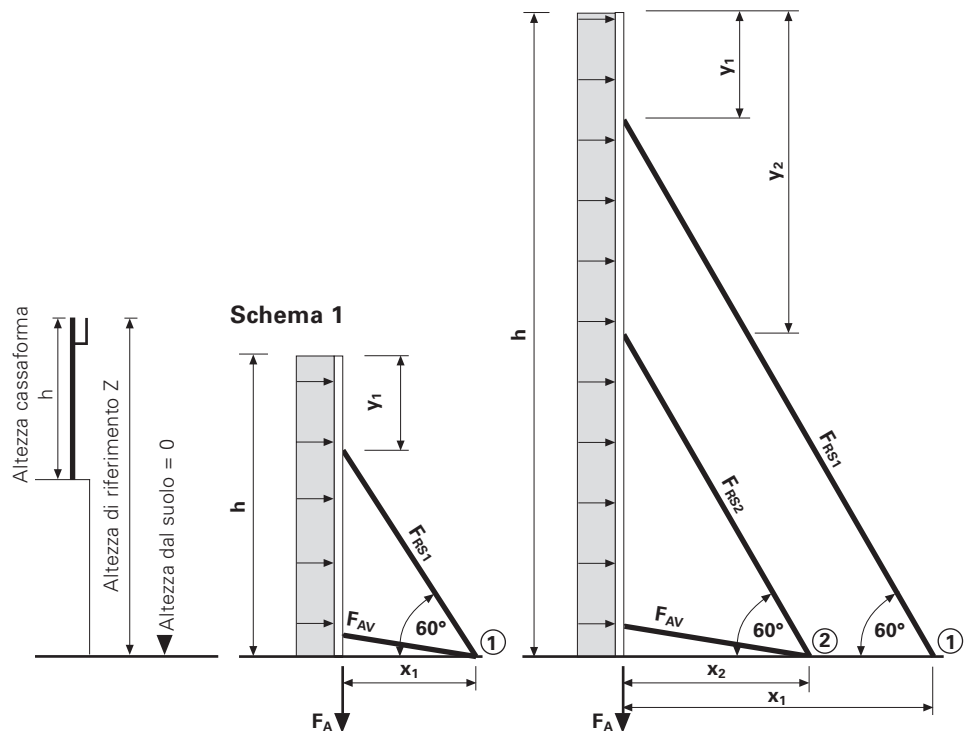 Altezza cassaforma
h
Altezza di riferimento Z
Altezza dal suolo = 0
Schema 1
h
y1
FRS1
FAV
60°
1
x1
FA
h
y1
y2
FRS1
FRS2
FAV
60°
2
60°
1
x2
x1
FA